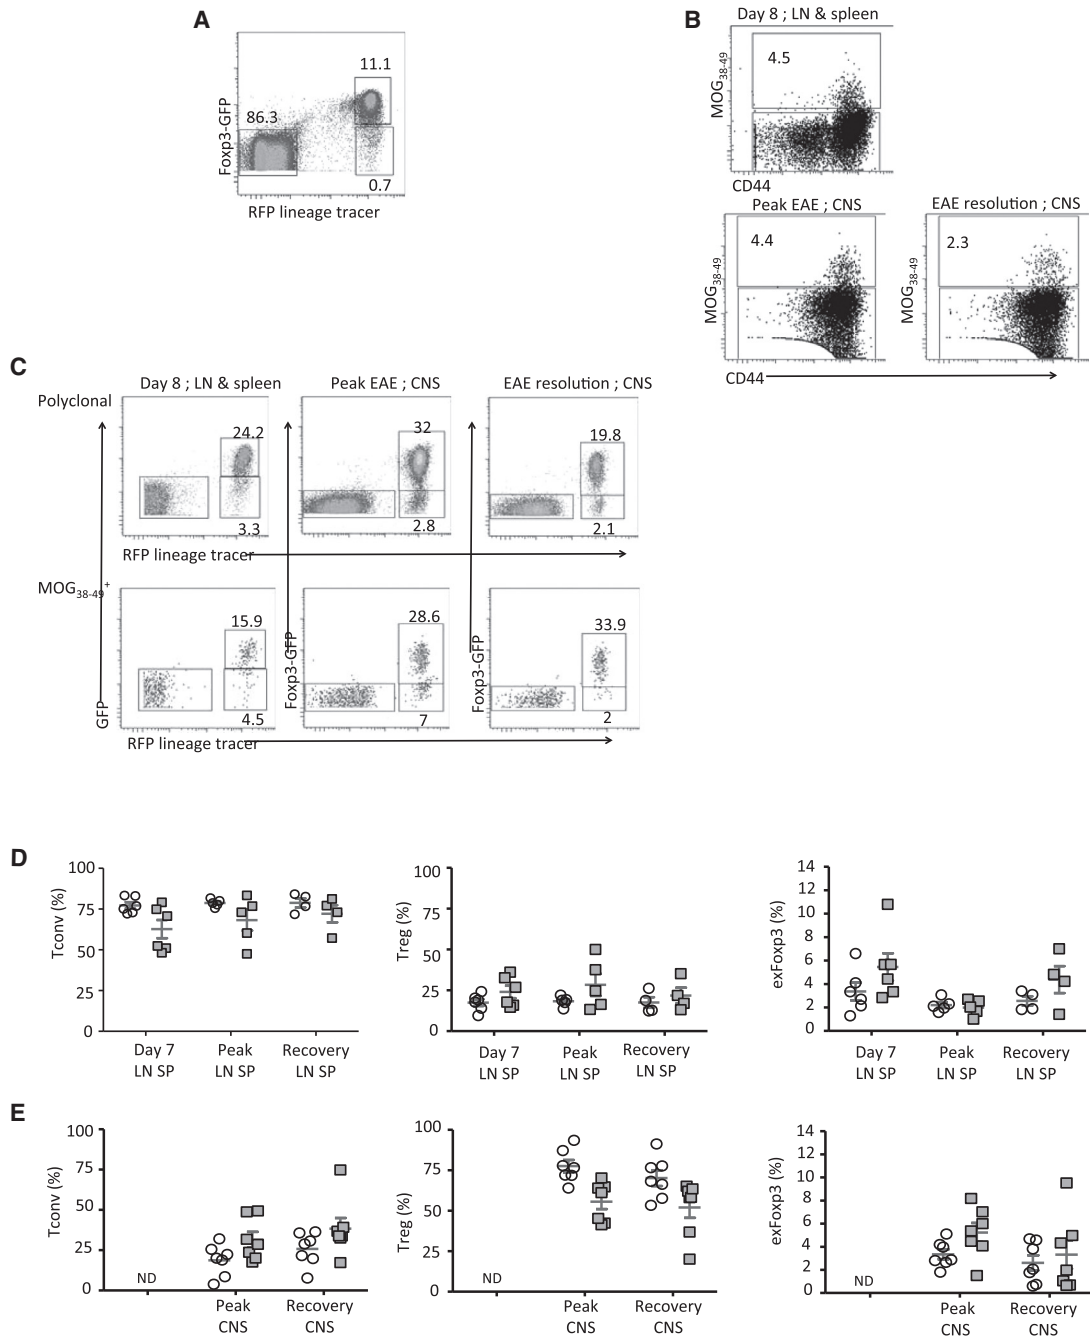 A
B
Foxp3-GFP
11.1
86.3
0.7
RFP lineage tracer
Day 8 ; LN & spleen
MOG38-49
4.5
CD44
Peak EAE ; CNS
EAE resolution ; CNS
MOG38-49
4.4
MOG38-49
2.3
CD44
C
Day 8 ; LN & spleen
Peak EAE ; CNS
EAE resolution ; CNS
Polyclonal
24.2
32
19.8
3.3
2.8
2.1
RFP lineage tracer
MOG38-49+
15.9
28.6
33.9
GFP
Foxp3-GFP
Foxp3-GFP
4.5
7
2
RFP lineage tracer
D
Tconv (%)
100
75
50
25
0
Day 7
LN SP
Peak
LN SP
Recovery
LN SP
Treg (%)
100
75
50
25
0
Day 7
LN SP
Peak
LN SP
Recovery
LN SP
exFoxp3 (%)
14
12
10
8
6
4
2
0
Day 7
LN SP
Peak
LN SP
Recovery
LN SP
E
Tconv (%)
100
75
50
25
0
ND
Peak
CNS
Recovery
CNS
Treg (%)
100
75
50
25
0
ND
Peak
CNS
Recovery
CNS
exFoxp3 (%)
14
12
10
8
6
4
2
0
ND
Peak
CNS
Recovery
CNS